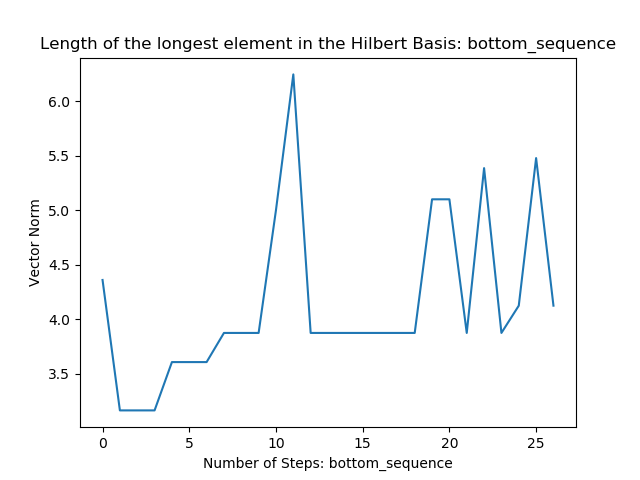 Length of the longest element in the Hilbert Basis: bottom_sequence
6.0
5.5
5.0
4.5
4.0
3.5
Vector Norm
0 5 10 15 20 25
Number of Steps: bottom_sequence